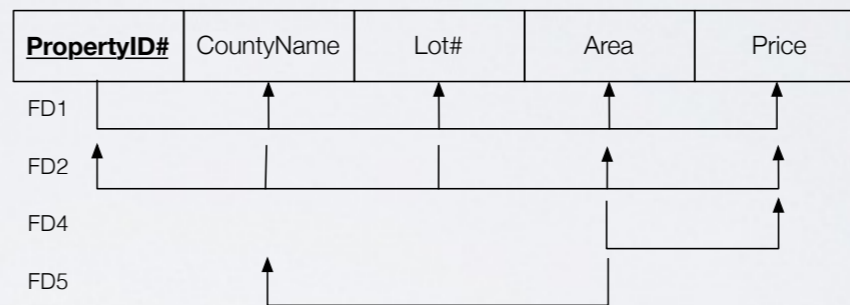 PropertyID# CountyName Lot# Area Price
FD1
FD2
FD4
FD5